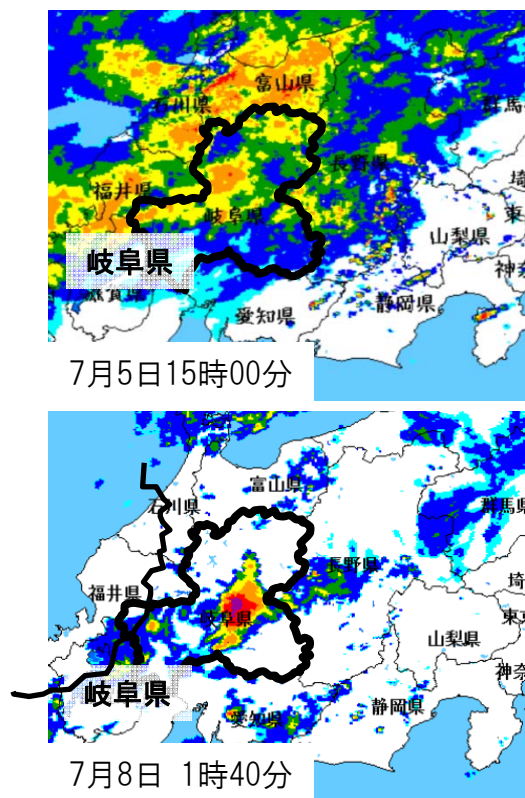 富山県
石川県
群馬
長野県
福井県
埼
岐阜県
東
山梨県
岐阜県
神奈
滋賀県
静岡県
愛知県
7月5日15時00分
富山県
石川県
群馬県
長野県
福井県
埼
岐阜県
東京
山梨県
神奈
岐阜県
静岡県
愛知県
7月8日 1時40分